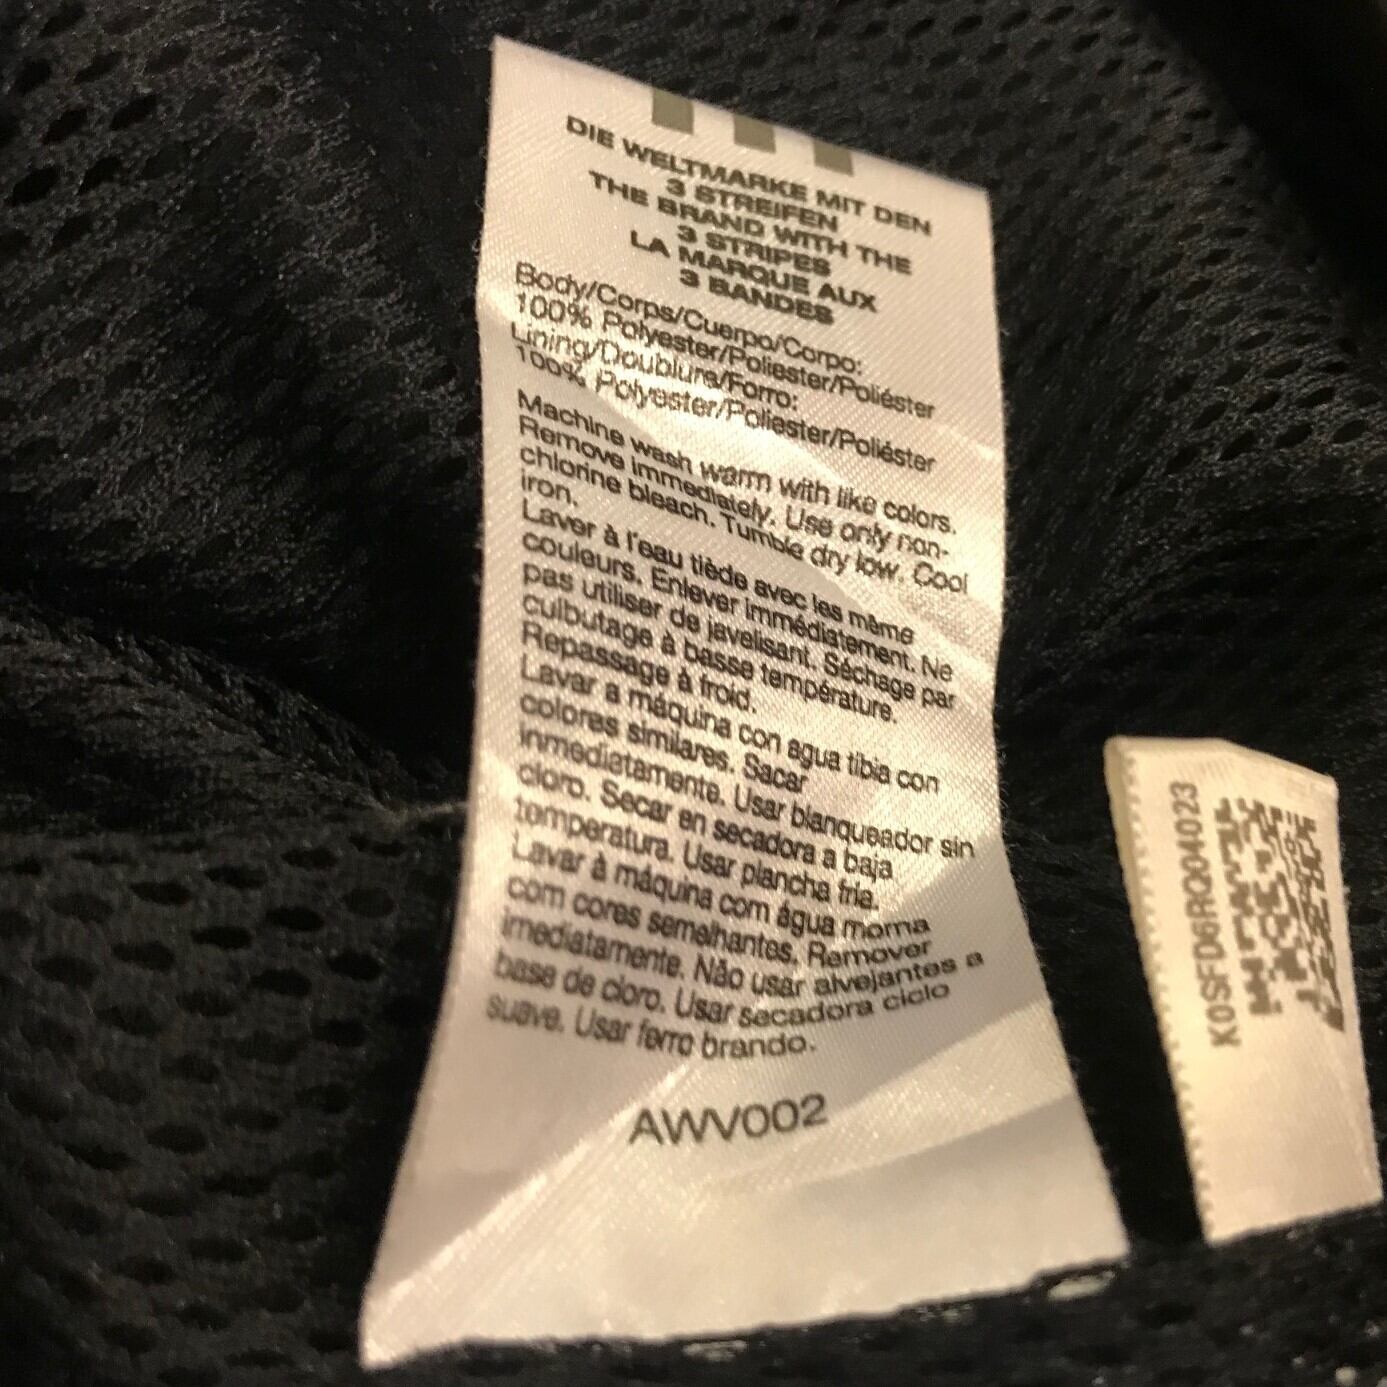 DIE WELTMARKE MIT DEN
3 STREIFEN
THE BRAND WITH THE
3 STRIPES
LA MARQUE AUX
3 BANDES
Body/Corps/Cuerpo/Corpo:
100% Polyester/Poliester/Poliéster
Lining/Doublure/Forro:
100% Polyester/Poliester/Poliéster
Machine wash warm with like colors.
Remove immediately. Use only non-
chlorine bleach. Tumble dry low. Cool
iron.
Laver à l'eau tiède avec les même
couleurs. Enlever immédiatement. Ne
pas utiliser de javelisant. Séchage par
culbutage à basse température.
Repassage à froid.
Lavar a máquina con agua tibia con
colores similares. Sacar
inmediatamente. Usar blanqueador sin
cloro. Secar en secadora a baja
temperatura. Usar plancha fria.
Lavar à máquina com água morna
com cores semelhantes. Remover
imediatamente. Não usar alvejantes a
base de cloro. Usar secadora ciclo
suave. Usar ferro brando.
AWV002
K0SFD6RQ04023